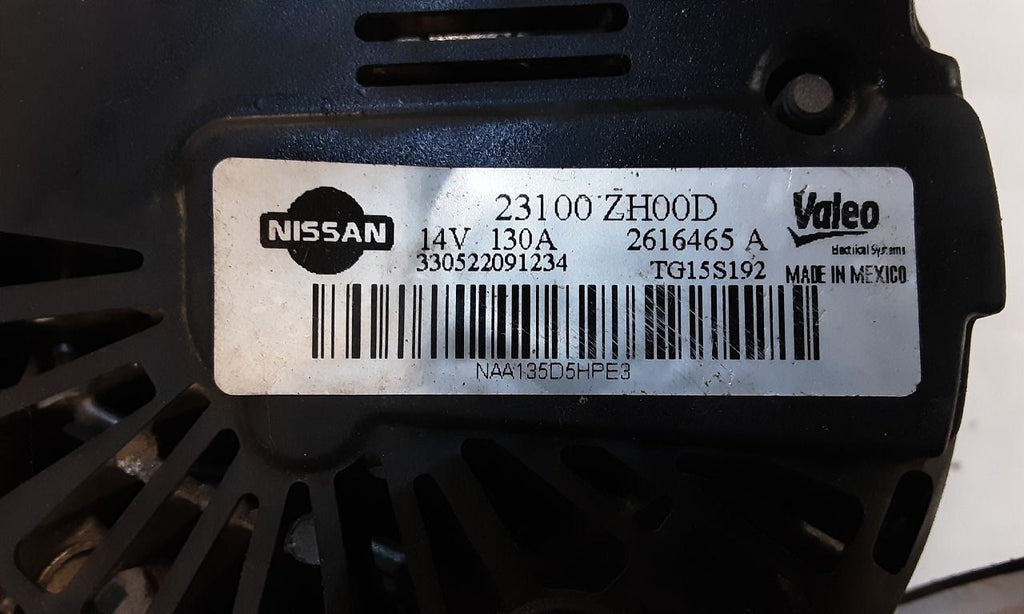 NISSAN
23100 ZH00D
14V 130A 2616465 A
330522091234 TG15S192
Valeo
Electrical Systems
MADE IN MEXICO
NAA135D5HPE3